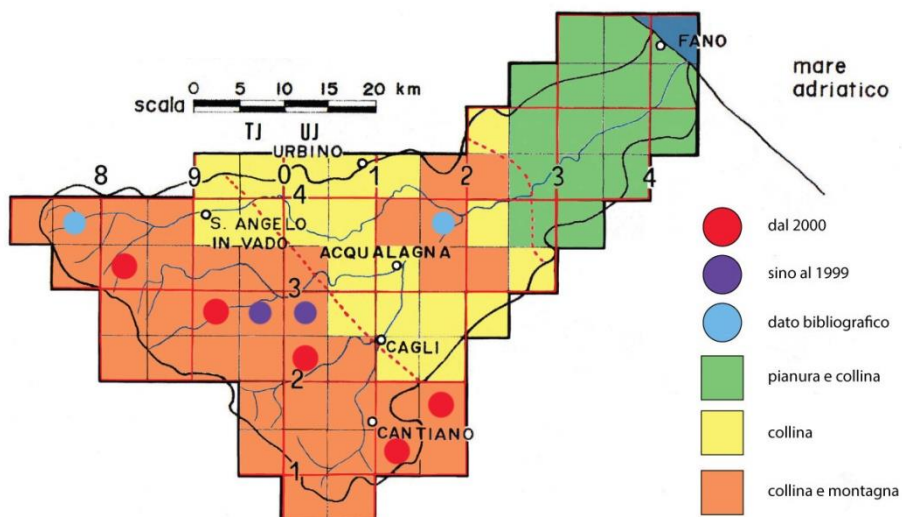 FANO
mare
adriatico
0 5 10 15 20 km
scala
TJ UJ
URBINO
8 9 0 1 2 3 4
4
S. ANGELO
IN VADO
ACQUALAGNA
3
CAGLI
2
CANTIANO
1
dal 2000
sino al 1999
dato bibliografico
pianura e collina
collina
collina e montagna